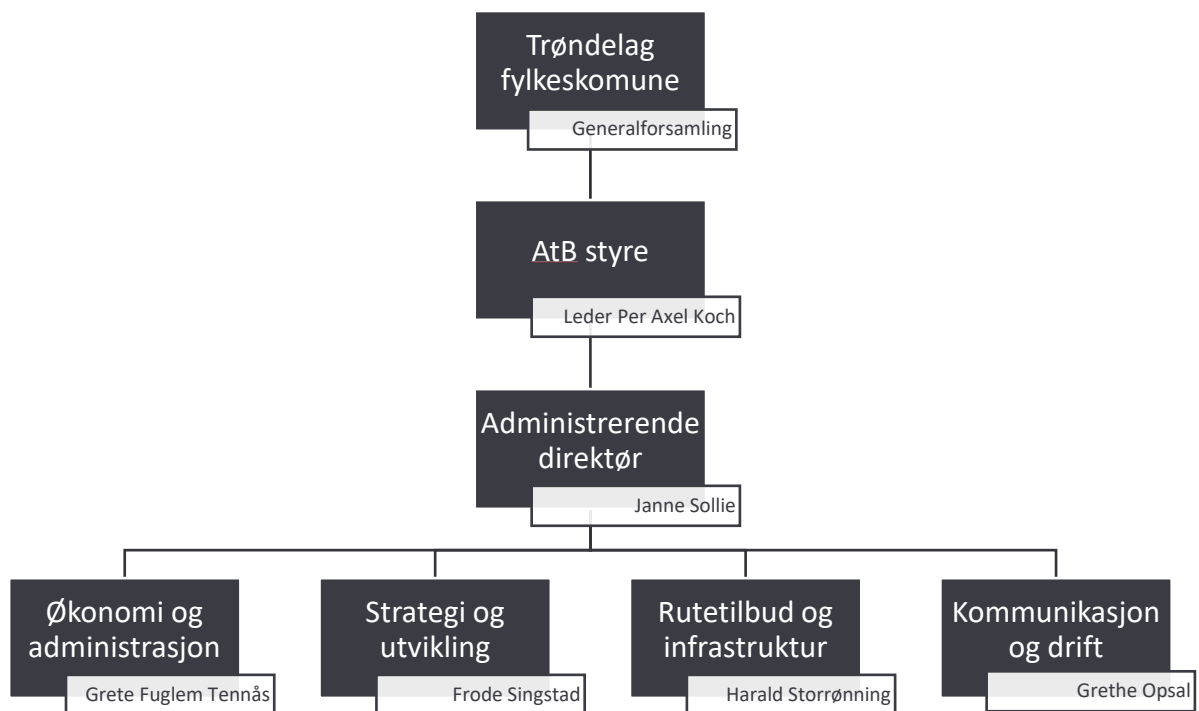 Trøndelag
fylkeskomune
Generalforsamling
AtB styre
Leder Per Axel Koch
Administrerende
direktør
Janne Sollie
Økonomi og
administrasjon
Grete Fuglem Tennås
Strategi og
utvikling
Frode Singstad
Rutetilbud og
infrastruktur
Harald Storrønning
Kommunikasjon
og drift
Grethe Opsal